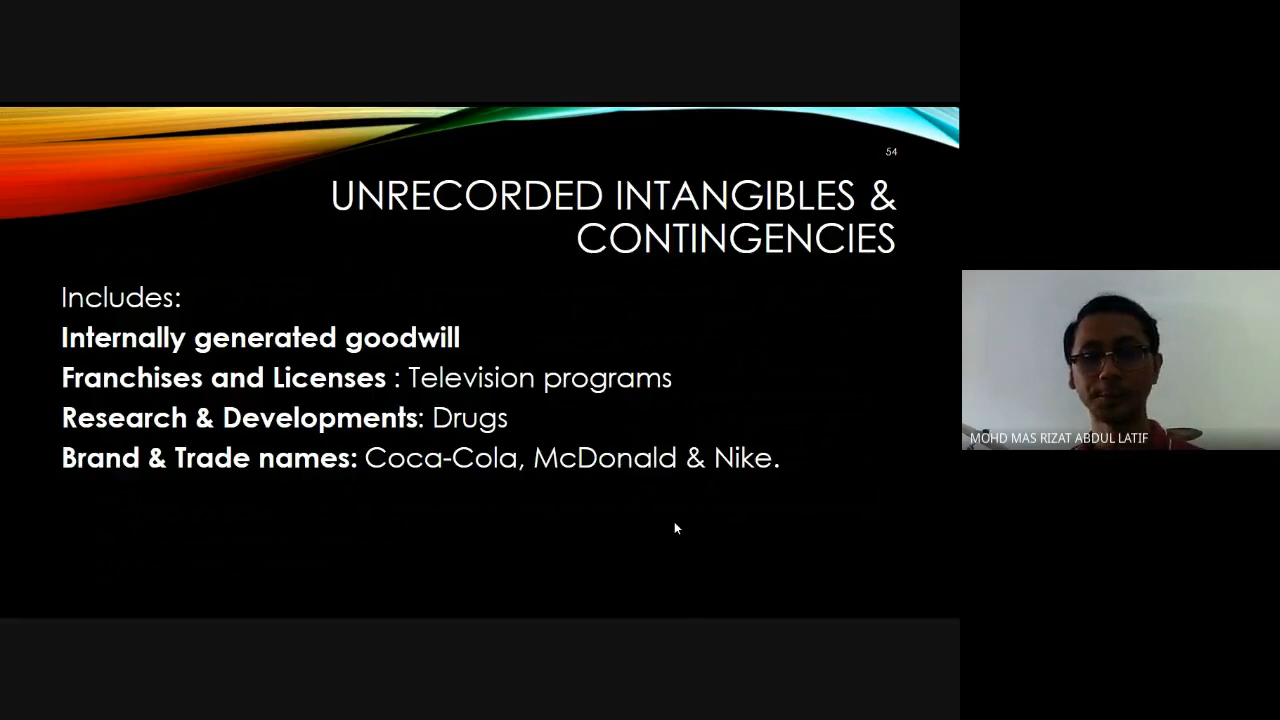 54
UNRECORDED INTANGIBLES &
CONTINGENCIES
Includes:
Internally generated goodwill
Franchises and Licenses : Television programs
Research & Developments: Drugs
Brand & Trade names: Coca-Cola, McDonald & Nike.
MOHD MAS RIZAT ABDUL LATIF